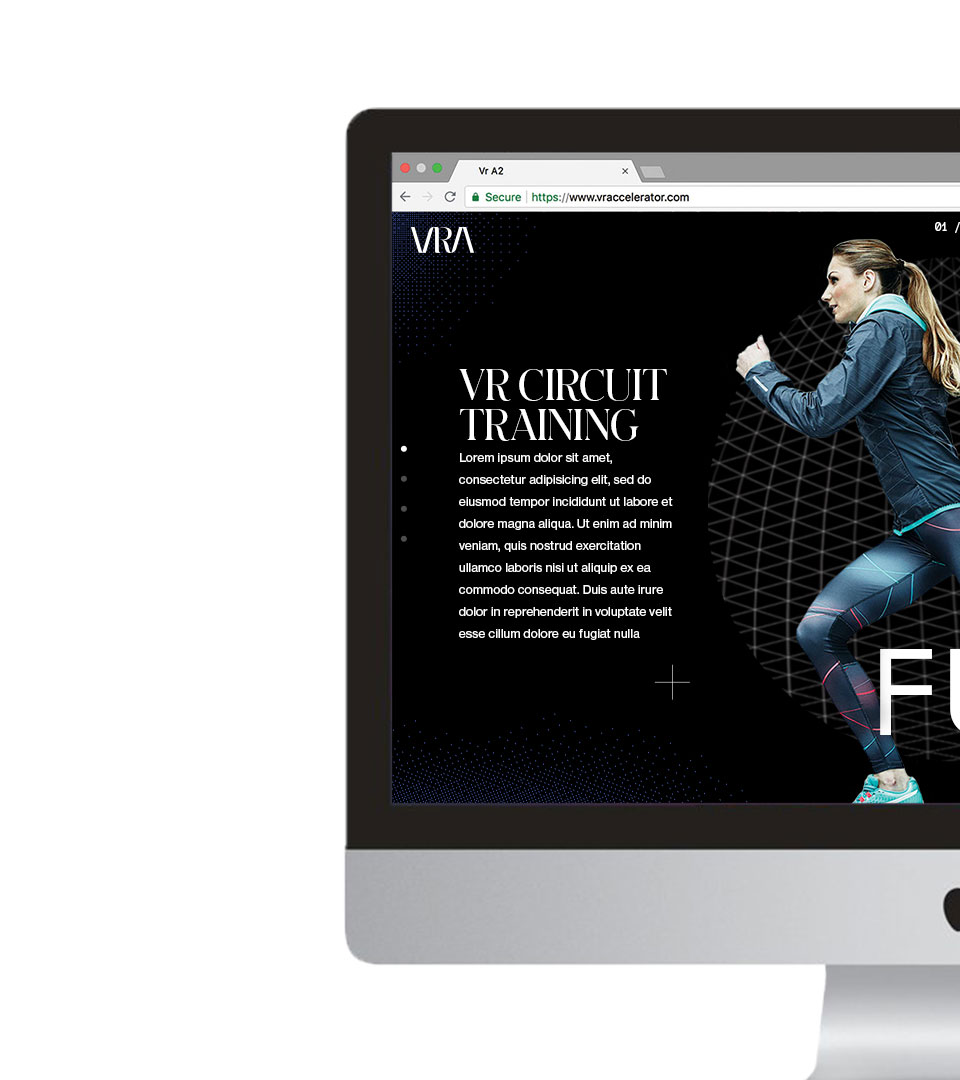 Vr A2
Secure https://www.vraccelerator.com
VRA
01 /
VR CIRCUIT
TRAINING
Lorem ipsum dolor sit amet,
consectetur adipisicing elit, sed do
eiusmod tempor incididunt ut labore et
dolore magna aliqua. Ut enim ad minim
veniam, quis nostrud exercitation
ullamco laboris nisi ut aliquip ex ea
commodo consequat. Duis aute irure
dolor in reprehenderit in voluptate velit
esse cillum dolore eu fugiat nulla
FU